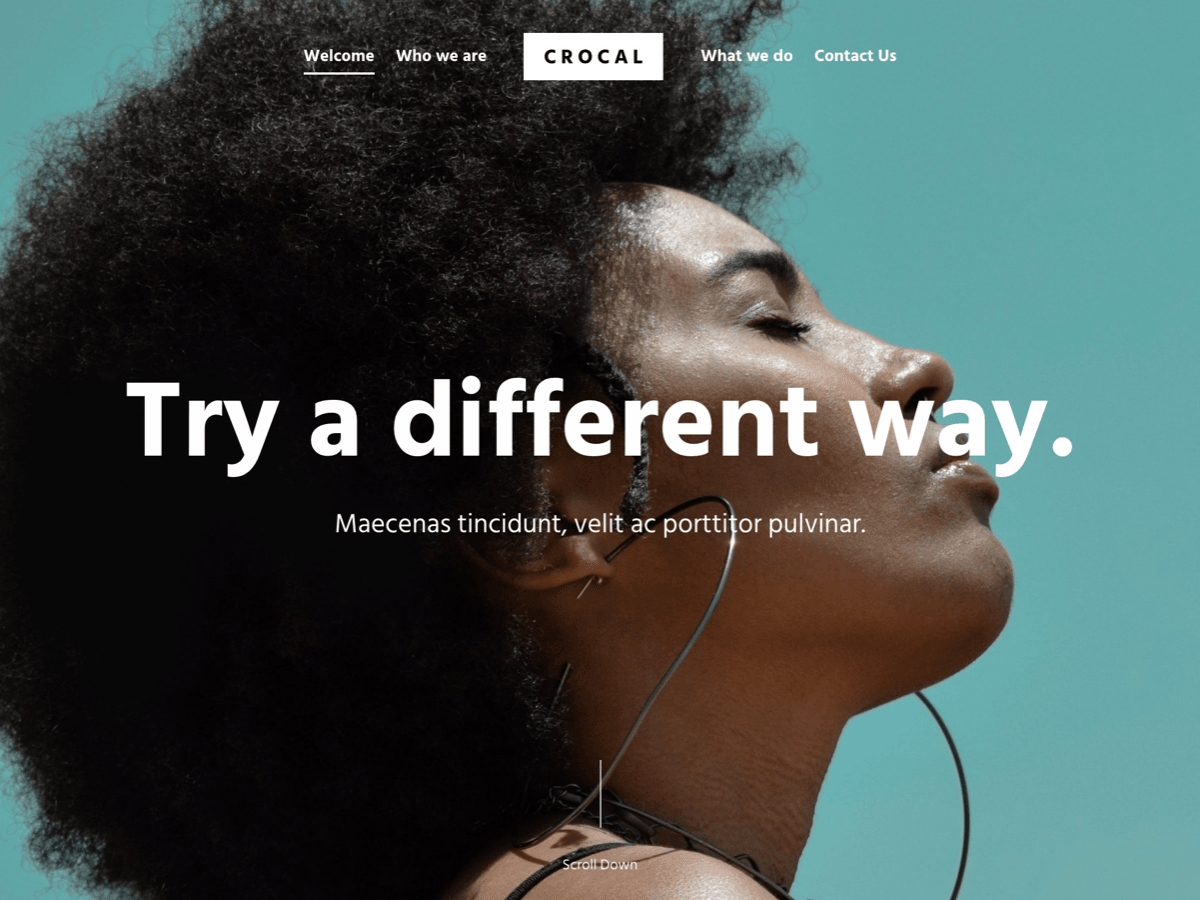 Welcome Who we are CROCAL What we do Contact Us
Try a different way.
Maecenas tincidunt, velit ac porttitor pulvinar.
Scroll Down